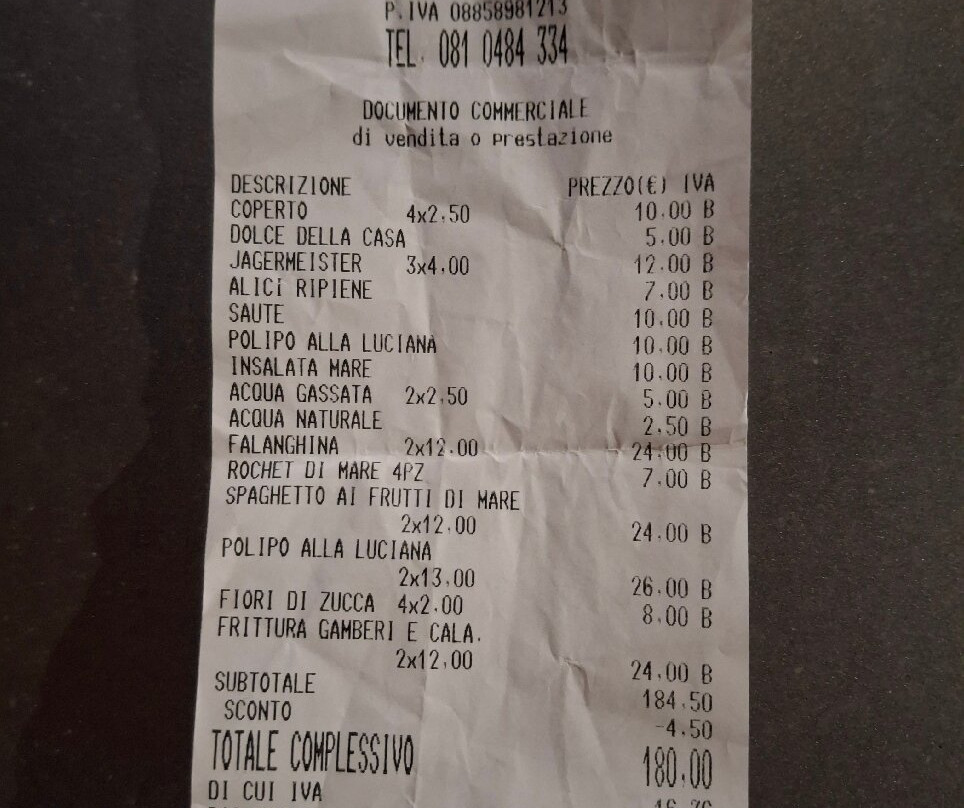 P.IVA 08858981213
TEL. 081 0484 334
DOCUMENTO COMMERCIALE
di vendita o prestazione
DESCRIZIONE PREZZO(€) IVA
COPERTO 4x2.50 10.00 B
DOLCE DELLA CASA 5.00 B
JAGERMEISTER 3x4.00 12.00 B
ALICI RIPIENE 7.00 B
SAUTE 10.00 B
POLIPO ALLA LUCIANA 10.00 B
INSALATA MARE 10.00 B
ACQUA GASSATA 2x2.50 5.00 B
ACQUA NATURALE 2.50 B
FALANGHINA 2x12.00 24.00 B
ROCHET DI MARE 4PZ 7.00 B
SPAGHETTO AI FRUTTI DI MARE
2x12.00 24.00 B
POLIPO ALLA LUCIANA
2x13.00 26.00 B
FIORI DI ZUCCA 4x2.00 8.00 B
FRITTURA GAMBERI E CALA.
2x12.00 24.00 B
SUBTOTALE 184.50
SCONTO -4.50
TOTALE COMPLESSIVO 180.00
DI CUI IVA